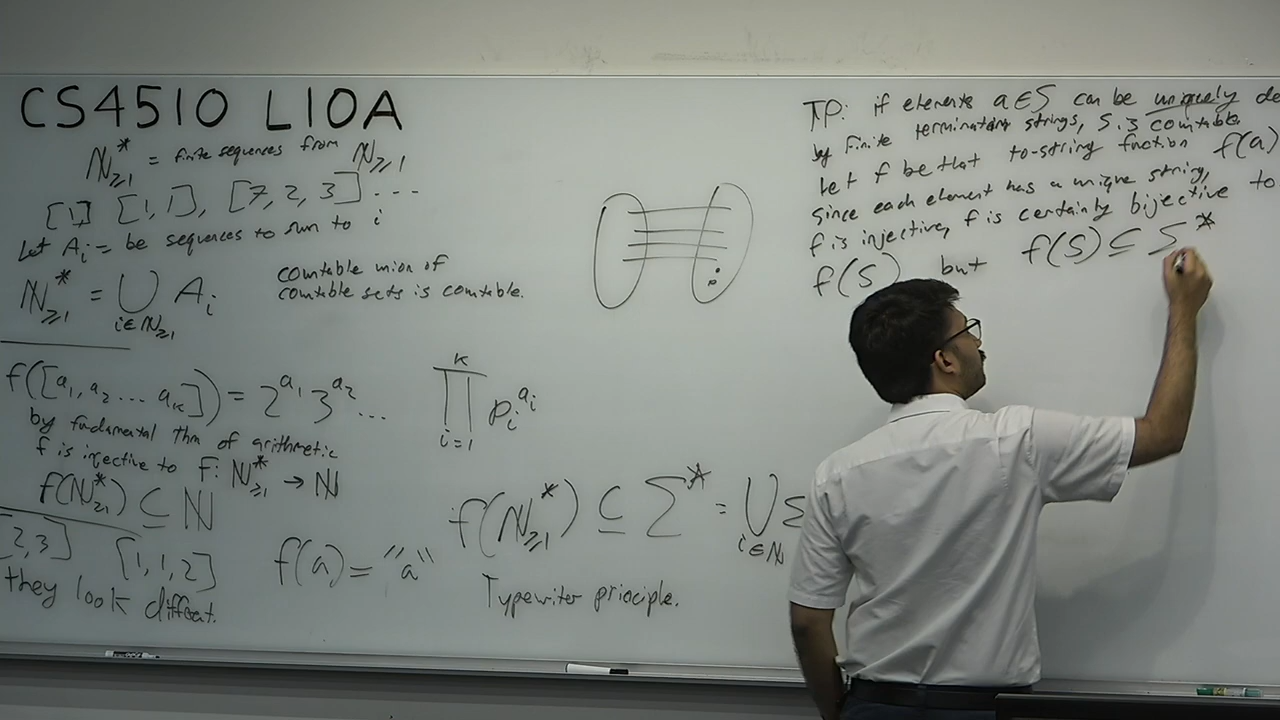 CS4510 L10A
ℕ*≥1 = finite sequences from ℕ≥1
[1] [1,1], [7,2,3] ....
Let Aᵢ = be sequences to sum to i
ℕ*≥1 = ⋃ i∈ℕ≥1 Aᵢ
countable union of
countable sets is countable.
f([a₁,a₂ ... aₖ]) = 2^a₁ 3^a₂ ...
∏ i=1 k pᵢ^aᵢ
by fundamental thm of arithmetic
f is injective to f: ℕ*≥1 → ℕ
f(ℕ*≥1) ⊆ ℕ
2,3] [1,1,2]
they look different.
f(a) = "a"
f(ℕ*≥1) ⊆ Σ* = ⋃ i∈ℕ Σ
Typewriter principle.
TP: if elements a∈S can be uniquely de
by finite terminating strings, S is countable
Let f be that to-string function f(a)
since each element has a unique string,
f is injective, f is certainly bijective to
f(S) but f(S) ⊆ Σ*